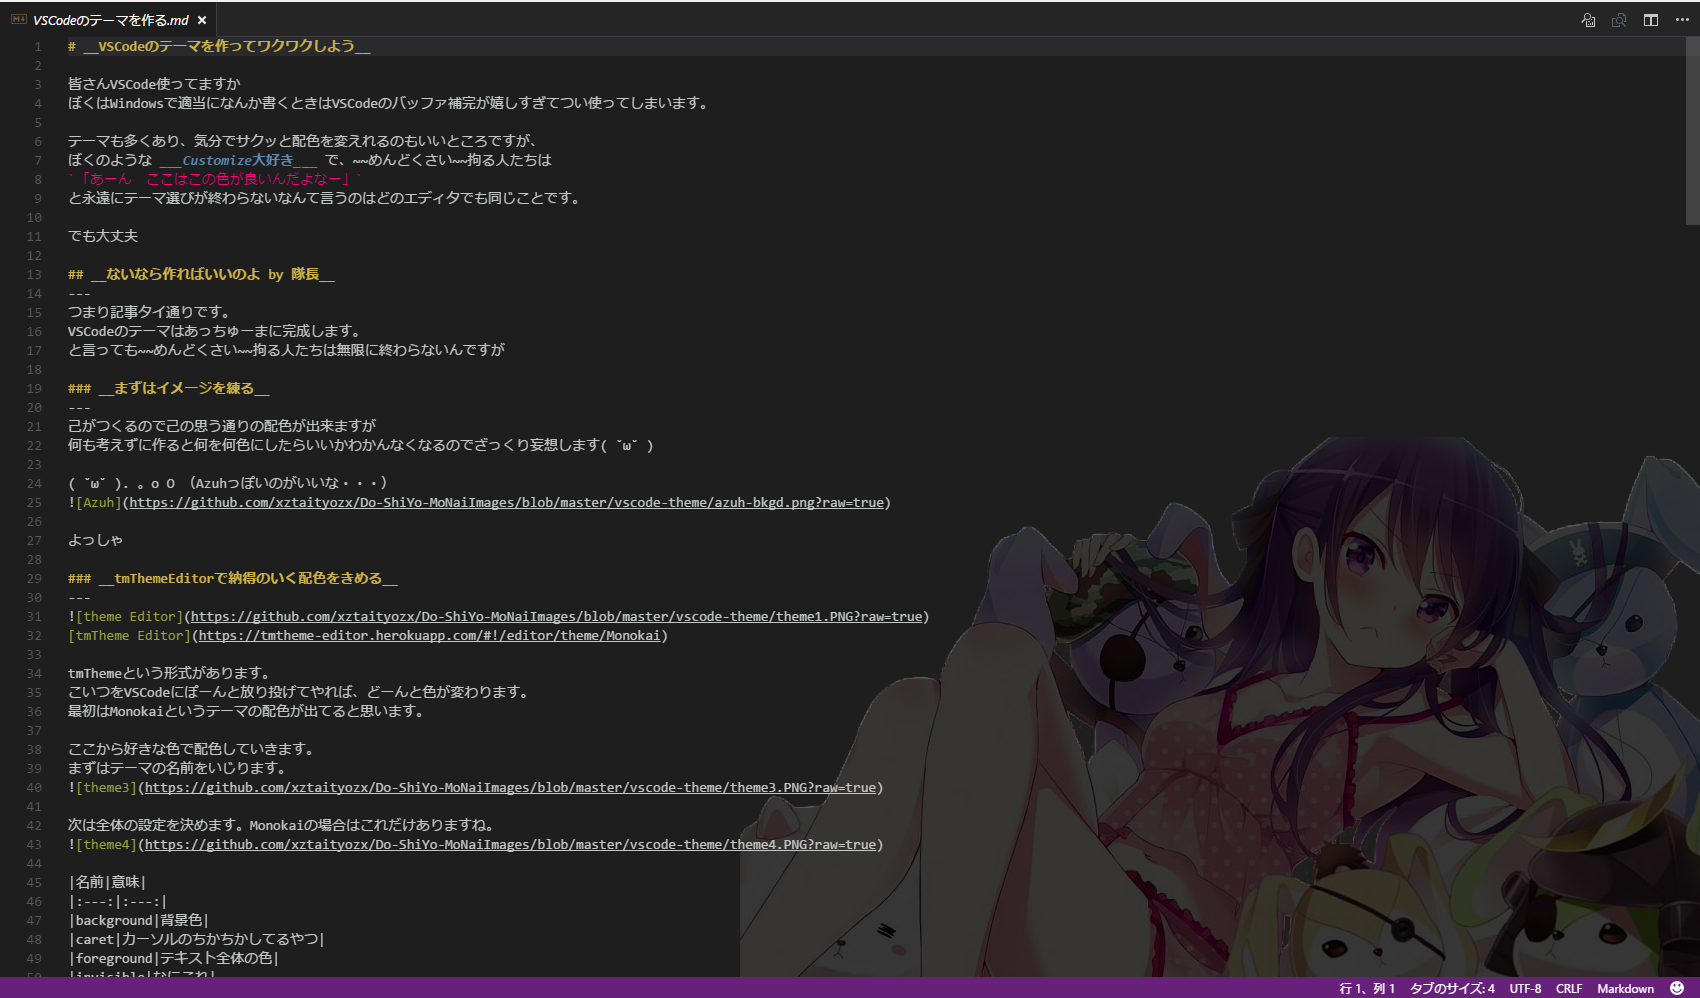 VSCodeのテーマを作る.md
1 # __VSCodeのテーマを作ってワクワクしよう__
2
3 皆さんVSCode使ってますか
4 ぼくはWindowsで適当になんか書くときはVSCodeのバッファ補完が嬉しすぎてつい使ってしまいます。
5
6 テーマも多くあり、気分でサクッと配色を変えれるのもいいところですが、
7 ぼくのような ___Customize大好き___ で、~~めんどくさい~~拘る人たちは
8 `「あーん　ここはこの色が良いんだよなー」`
9 と永遠にテーマ選びが終わらないなんて言うのはどのエディタでも同じことです。
10
11 でも大丈夫
12
13 ## __ないなら作ればいいのよ by 隊長__
14 ---
15 つまり記事タイ通りです。
16 VSCodeのテーマはあっちゅーまに完成します。
17 と言っても~~めんどくさい~~拘る人たちは無限に終わらないんですが
18
19 ### __まずはイメージを練る__
20 ---
21 己がつくるので己の思う通りの配色が出来ますが
22 何も考えずに作ると何を何色にしたらいいかわかんなくなるのでざっくり妄想します( ˘ω˘ )
23
24 ( ˘ω˘ ). 。o O （Azuhっぽいのがいいな・・・）
25 ![Azuh](https://github.com/xztaityozx/Do-ShiYo-MoNaiImages/blob/master/vscode-theme/azuh-bkgd.png?raw=true)
26
27 よっしゃ
28
29 ### __tmThemeEditorで納得のいく配色をきめる__
30 ---
31 ![theme Editor](https://github.com/xztaityozx/Do-ShiYo-MoNaiImages/blob/master/vscode-theme/theme1.PNG?raw=true)
32 [tmTheme Editor](https://tmtheme-editor.herokuapp.com/#!/editor/theme/Monokai)
33
34 tmThemeという形式があります。
35 こいつをVSCodeにぽーんと放り投げてやれば、どーんと色が変わります。
36 最初はMonokaiというテーマの配色が出てると思います。
37
38 ここから好きな色で配色していきます。
39 まずはテーマの名前をいじります。
40 ![theme3](https://github.com/xztaityozx/Do-ShiYo-MoNaiImages/blob/master/vscode-theme/theme3.PNG?raw=true)
41
42 次は全体の設定を決めます。Monokaiの場合はこれだけありますね。
43 ![theme4](https://github.com/xztaityozx/Do-ShiYo-MoNaiImages/blob/master/vscode-theme/theme4.PNG?raw=true)
44
45 |名前|意味|
46 |:---:|:---:|
47 |background|背景色|
48 |caret|カーソルのちかちかしてるやつ|
49 |foreground|テキスト全体の色|
50 |invisible|なにこれ|
行 1、列 1 タブのサイズ: 4 UTF-8 CRLF Markdown